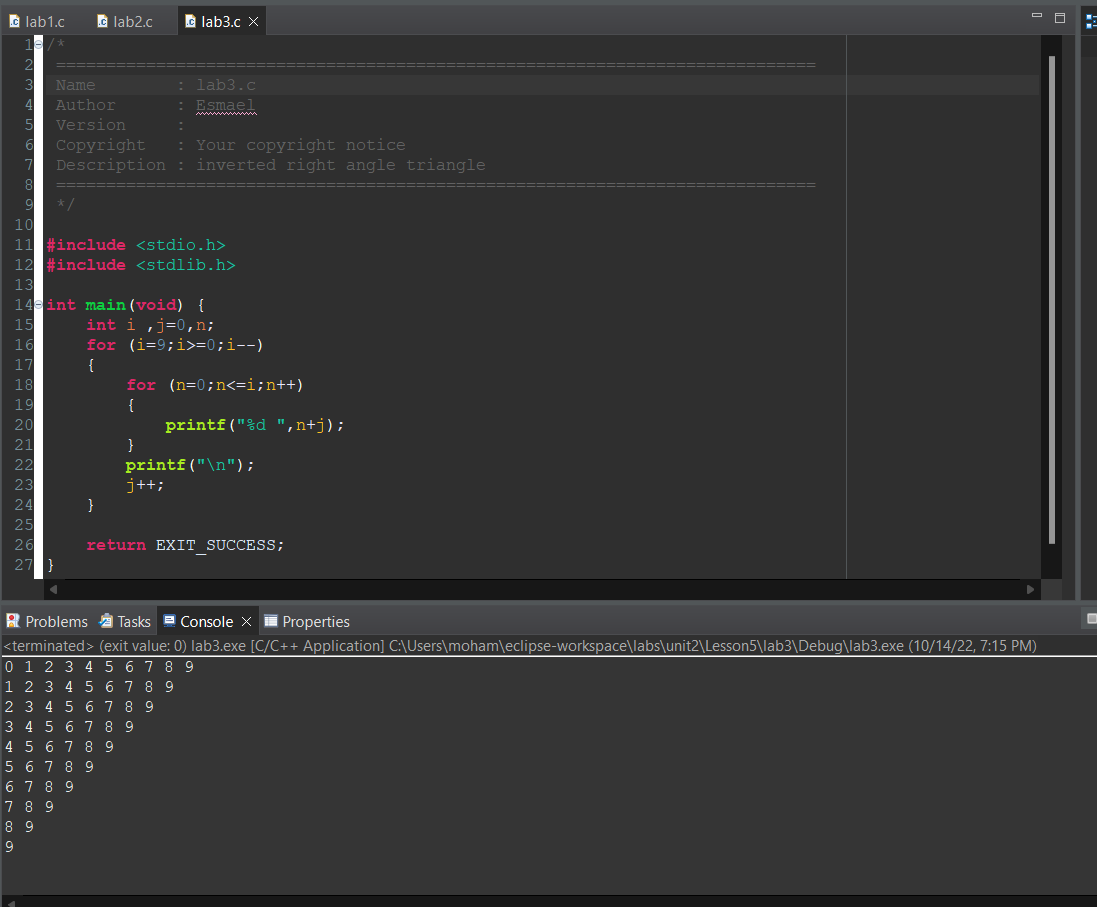 lab1.c lab2.c lab3.c
1 /*
2 ============================================================================
3 Name        : lab3.c
4 Author      : Esmael
5 Version     :
6 Copyright   : Your copyright notice
7 Description : inverted right angle triangle
8 ============================================================================
9 */
10
11 #include <stdio.h>
12 #include <stdlib.h>
13
14 int main(void) {
15     int i ,j=0,n;
16     for (i=9;i>=0;i--)
17     {
18         for (n=0;n<=i;n++)
19         {
20             printf("%d ",n+j);
21         }
22         printf("\n");
23         j++;
24     }
25
26     return EXIT_SUCCESS;
27 }
Problems Tasks Console Properties
<terminated> (exit value: 0) lab3.exe [C/C++ Application] C:\Users\moham\eclipse-workspace\labs\unit2\Lesson5\lab3\Debug\lab3.exe (10/14/22, 7:15 PM)
0 1 2 3 4 5 6 7 8 9
1 2 3 4 5 6 7 8 9
2 3 4 5 6 7 8 9
3 4 5 6 7 8 9
4 5 6 7 8 9
5 6 7 8 9
6 7 8 9
7 8 9
8 9
9